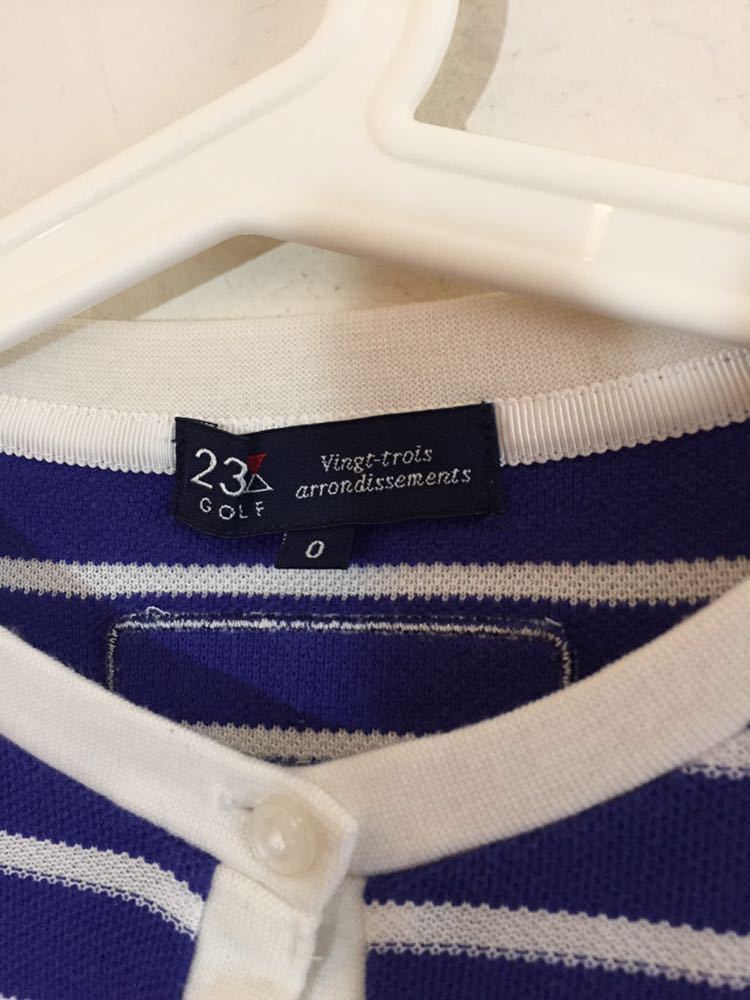 23
GOLF
Vingt-trois
arrondissements
0